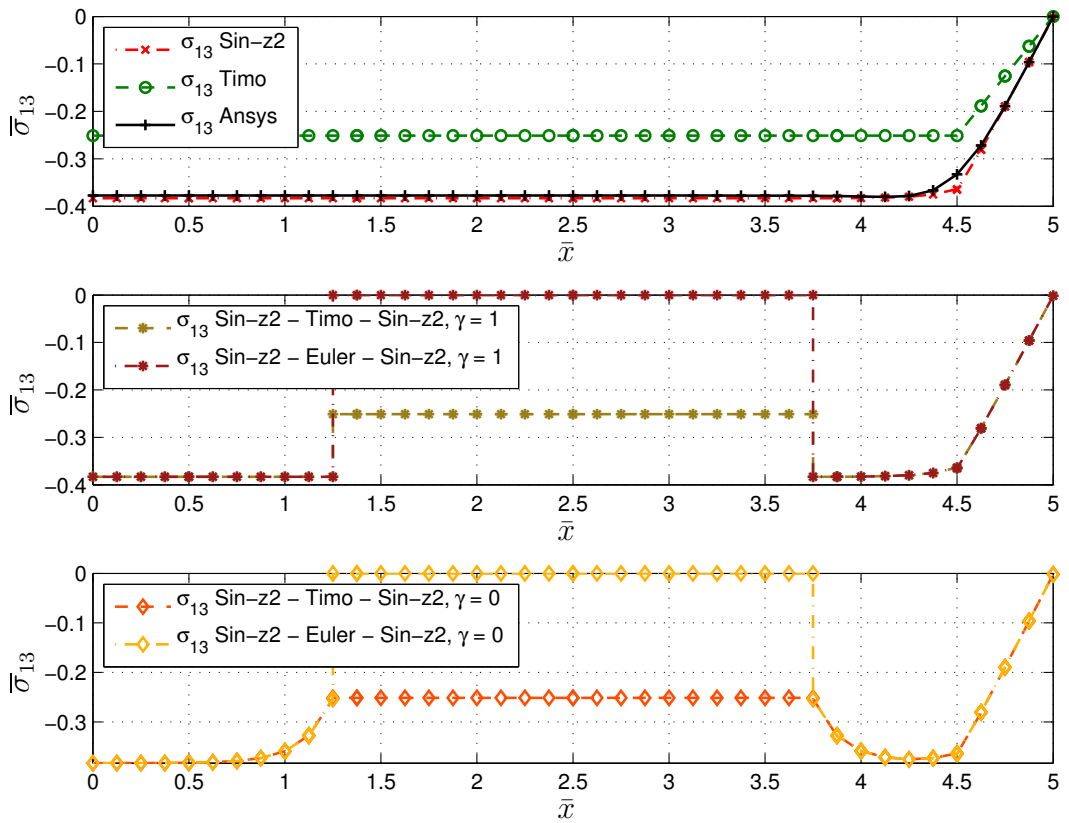 0
−0.1
−0.2
−0.3
−0.4
σ̅13
σ13 Sin−z2
σ13 Timo
σ13 Ansys
0 0.5 1 1.5 2 2.5 3 3.5 4 4.5 5
x̄
0
−0.1
−0.2
−0.3
−0.4
σ̅13
σ13 Sin−z2 − Timo − Sin−z2, γ = 1
σ13 Sin−z2 − Euler − Sin−z2, γ = 1
0 0.5 1 1.5 2 2.5 3 3.5 4 4.5 5
x̄
0
−0.1
−0.2
−0.3
σ̅13
σ13 Sin−z2 − Timo − Sin−z2, γ = 0
σ13 Sin−z2 − Euler − Sin−z2, γ = 0
0 0.5 1 1.5 2 2.5 3 3.5 4 4.5 5
x̄